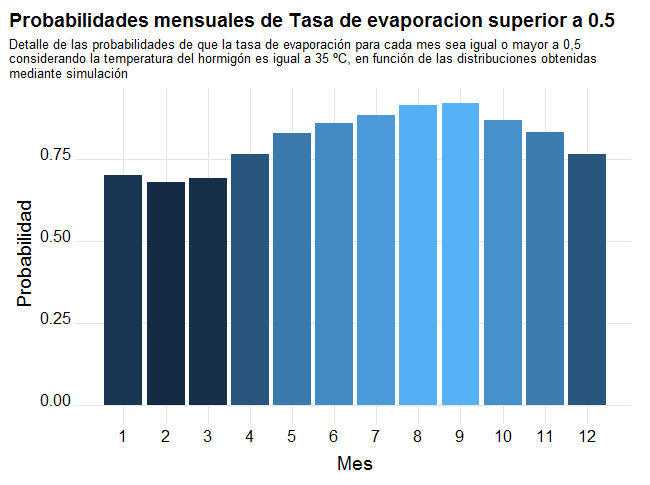 Probabilidades mensuales de Tasa de evaporacion superior a 0.5
Detalle de las probabilidades de que la tasa de evaporación para cada mes sea igual o mayor a 0,5
considerando la temperatura del hormigón es igual a 35 ºC, en función de las distribuciones obtenidas
mediante simulación
Probabilidad
0.75
0.50
0.25
0.00
1 2 3 4 5 6 7 8 9 10 11 12
Mes